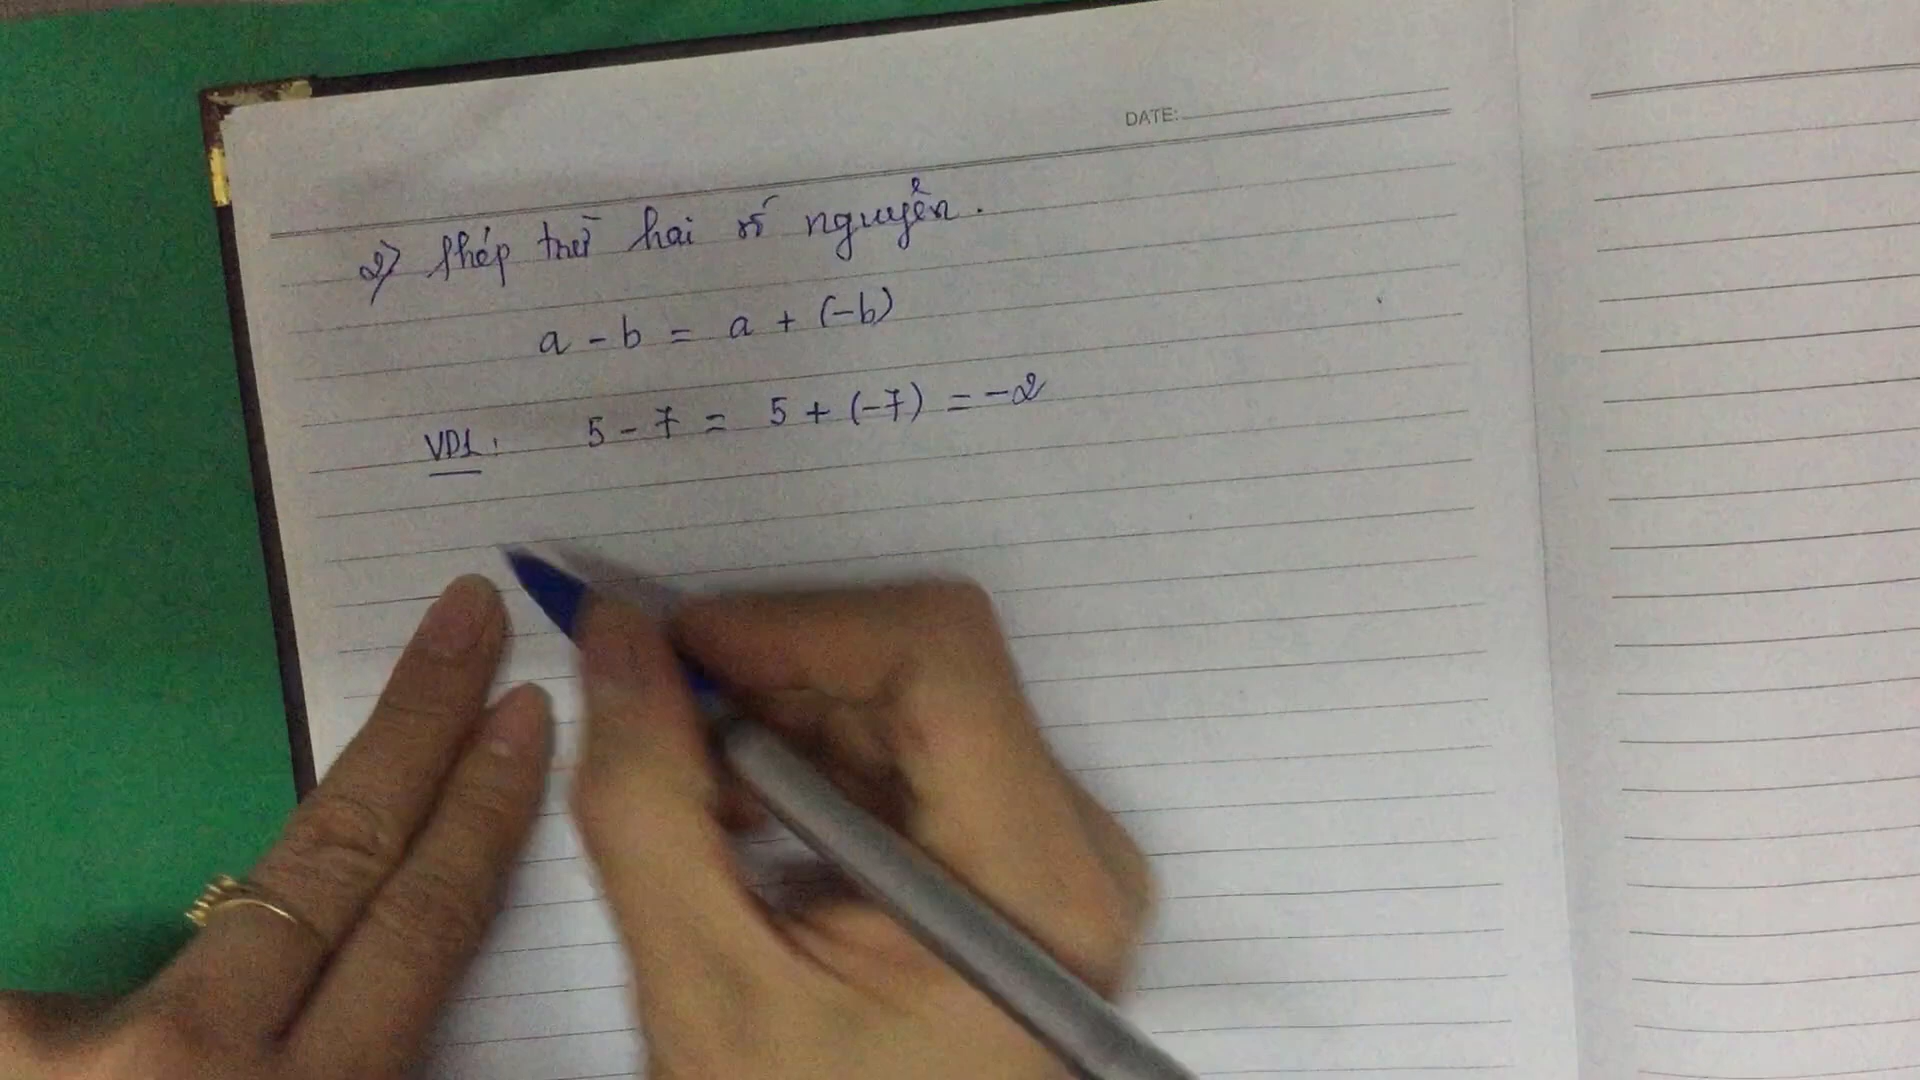 DATE:
2) Phép trừ hai số nguyên.
a - b = a + (-b)
VD1: 5 - 7 = 5 + (-7) = -2